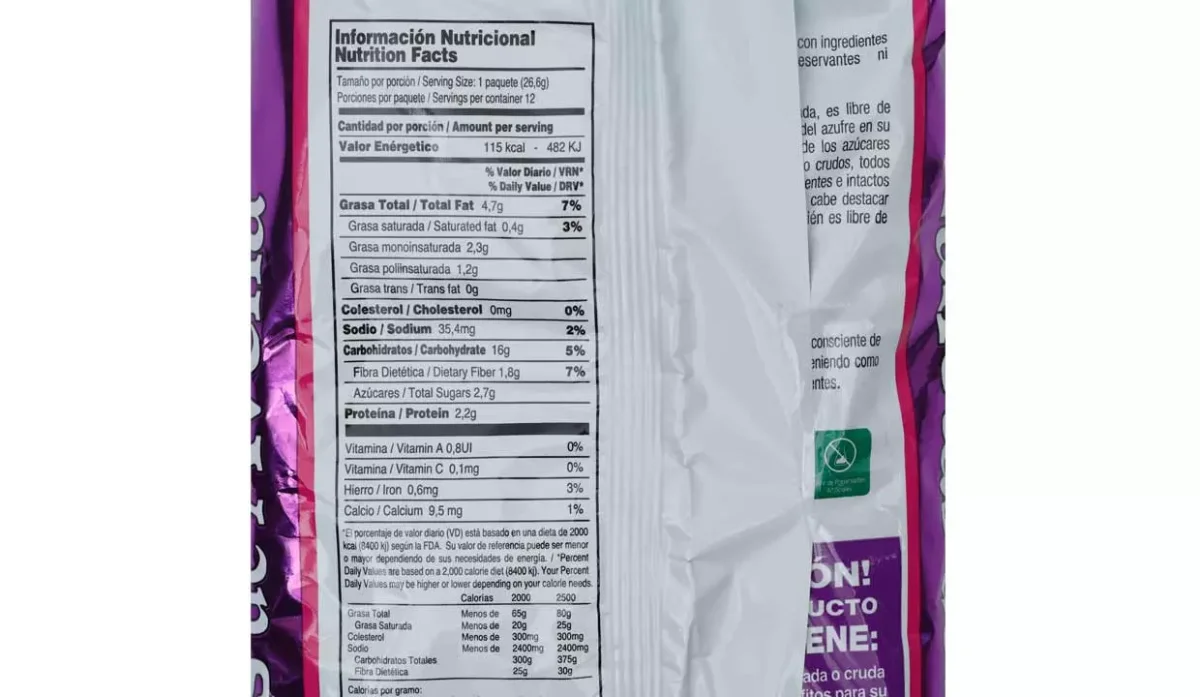 Información Nutricional
Nutrition Facts
Tamaño por porción / Serving Size: 1 paquete (26,6g)
Porciones por paquete / Servings per container 12
Cantidad por porción / Amount per serving
Valor Enérgetico 115 kcal - 482 KJ
% Valor Diario / VRN*
% Daily Value / DRV*
Grasa Total / Total Fat 4,7g 7%
Grasa saturada / Saturated fat 0,4g 3%
Grasa monoinsaturada 2,3g
Grasa poliinsaturada 1,2g
Grasa trans / Trans fat 0g
Colesterol / Cholesterol 0mg 0%
Sodio / Sodium 35,4mg 2%
Carbohidratos / Carbohydrate 16g 5%
Fibra Dietética / Dietary Fiber 1,8g 7%
Azúcares / Total Sugars 2,7g
Proteína / Protein 2,2g
Vitamina / Vitamin A 0,8UI 0%
Vitamina / Vitamin C 0,1mg 0%
Hierro / Iron 0,6mg 3%
Calcio / Calcium 9,5 mg 1%
*El porcentaje de valor diario (VD) está basado en una dieta de 2000
kcal (8400 kj) según la FDA. Su valor de referencia puede ser menor
o mayor dependiendo de sus necesidades de energía. / *Percent
Daily Values are based on a 2,000 calorie diet (8400 kj). Your Percent
Daily Values may be higher or lower depending on your calorie needs.
Calorías 2000 2500
Grasa Total Menos de 65g 80g
Grasa Saturada Menos de 20g 25g
Colesterol Menos de 300mg 300mg
Sodio Menos de 2400mg 2400mg
Carbohidratos Totales 300g 375g
Fibra Dietética 25g 30g
Calorías por gramo:
con ingredientes
eservantes ni
da, es libre de
del azufre en su
de los azúcares
o crudos, todos
entes e intactos
cabe destacar
ién es libre de
consciente de
eniendo como
entes.
ÓN!
UCTO
ENE:
ada o cruda
fitos para su